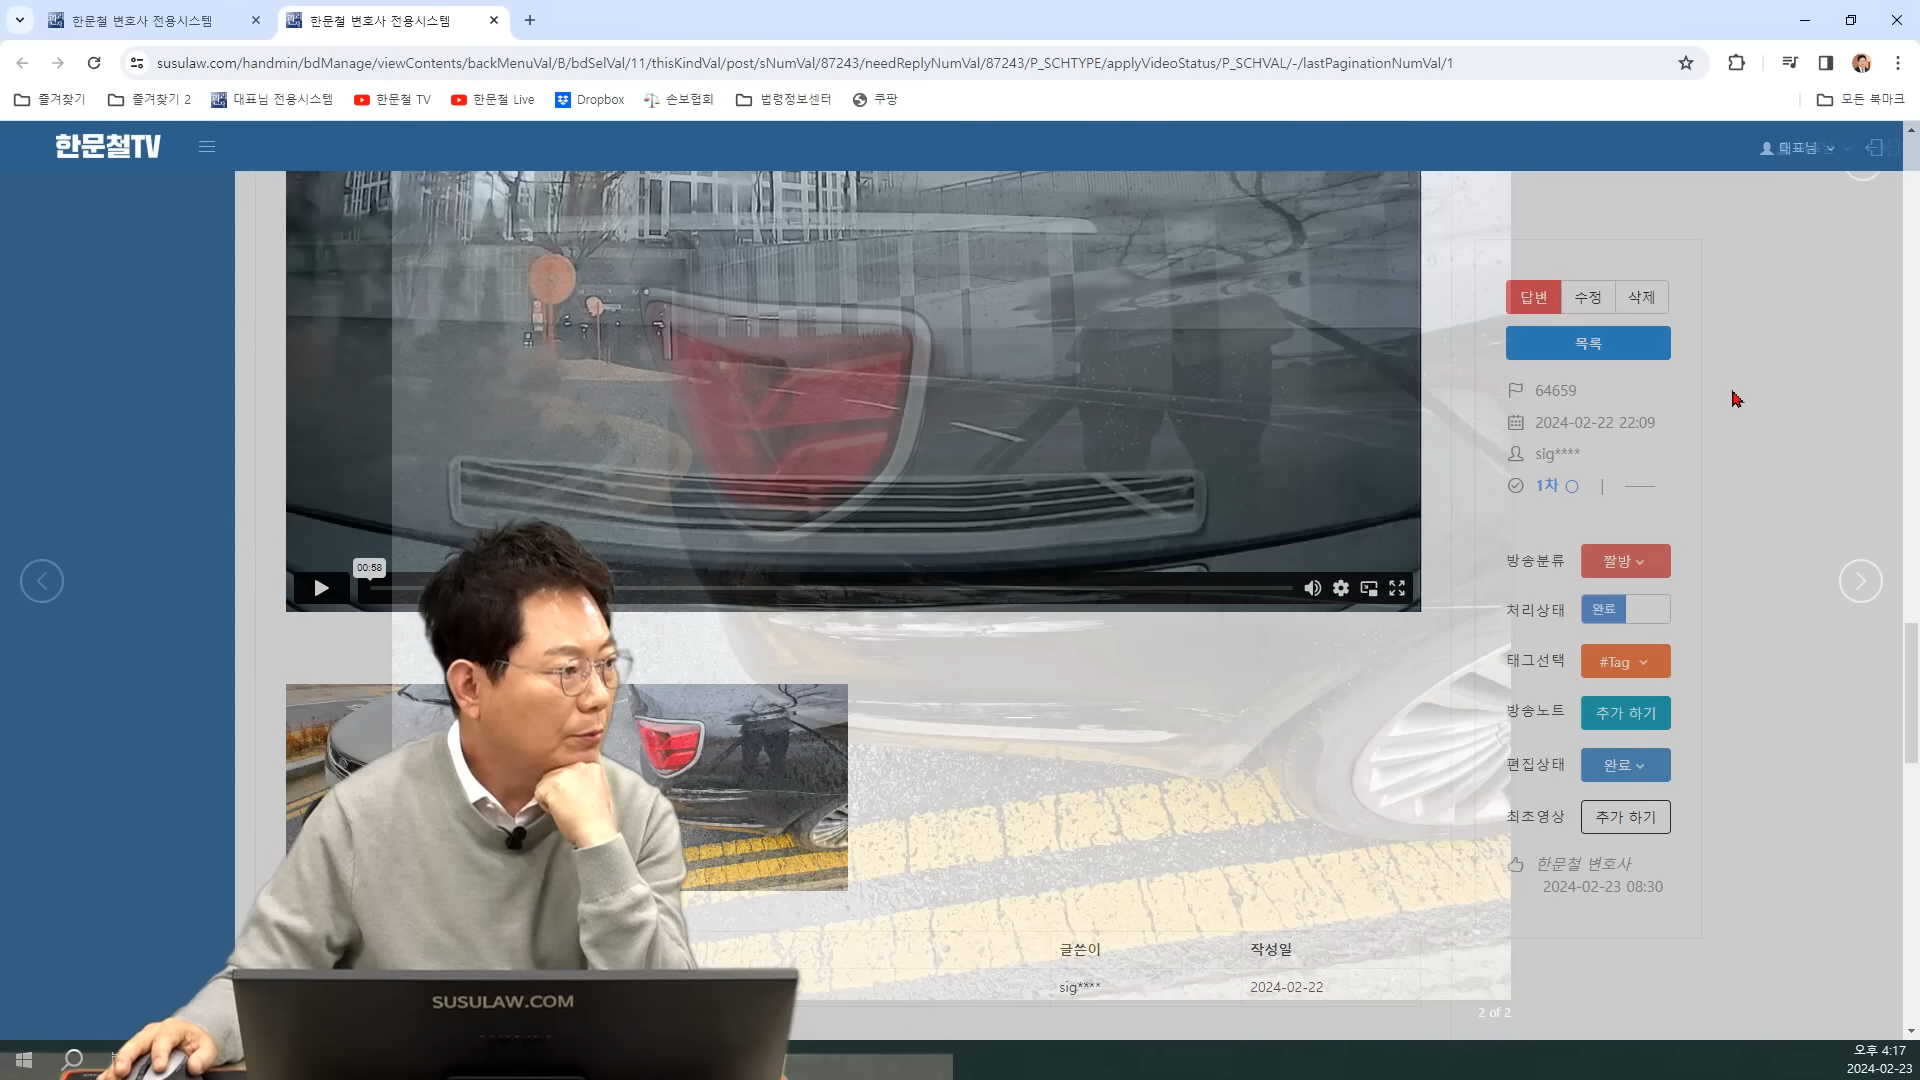 한문철 변호사 전용시스템
한문철 변호사 전용시스템
susulaw.com/handmin/bdManage/viewContents/backMenuVal/B/bdSelVal/11/thisKindVal/post/sNumVal/87243/needReplyNumVal/87243/P_SCHTYPE/applyVideoStatus/P_SCHVAL/-/lastPaginationNumVal/1
즐겨찾기 즐겨찾기 2 대표님 전용시스템 한문철 TV 한문철 Live Dropbox 손보협회 법령정보센터 쿠팡 모든 북마크
한문철TV 대표님
답변 수정 삭제
목록
64659
2024-02-22 22:09
sig****
1차 ○ |
00:58
방송분류 짤방
처리상태 완료
태그선택 #Tag
방송노트 추가 하기
편집상태 완료
최초영상 추가 하기
한문철 변호사
2024-02-23 08:30
글쓴이 작성일
sig**** 2024-02-22
2 of 2
SUSULAW.COM
오후 4:17
2024-02-23